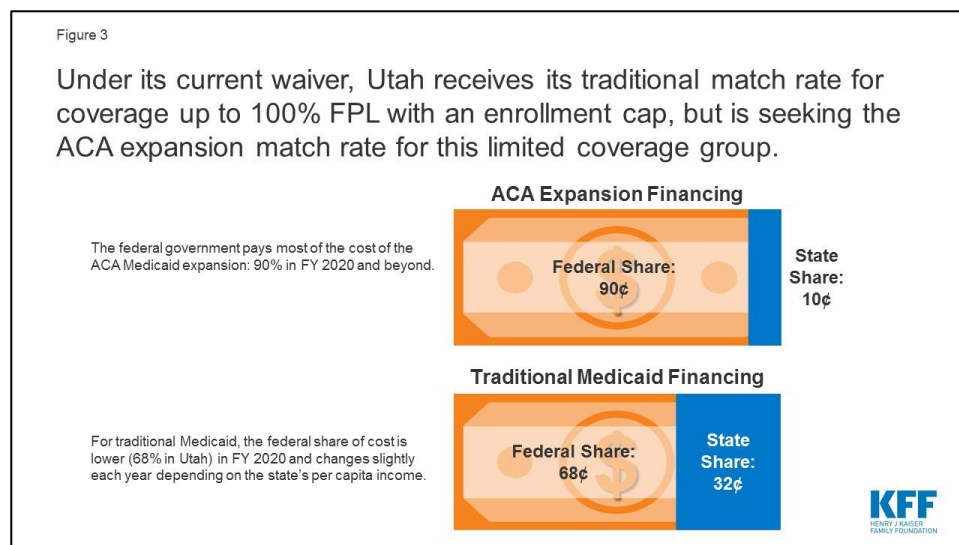 Figure 3
Under its current waiver, Utah receives its traditional match rate for
coverage up to 100% FPL with an enrollment cap, but is seeking the
ACA expansion match rate for this limited coverage group.
ACA Expansion Financing
The federal government pays most of the cost of the
ACA Medicaid expansion: 90% in FY 2020 and beyond.
Federal Share:
90¢
$
State
Share:
10¢
Traditional Medicaid Financing
For traditional Medicaid, the federal share of cost is
lower (68% in Utah) in FY 2020 and changes slightly
each year depending on the state's per capita income.
Federal Share:
68¢
$
State
Share:
32¢
KFF
HENRY J KAISER
FAMILY FOUNDATION